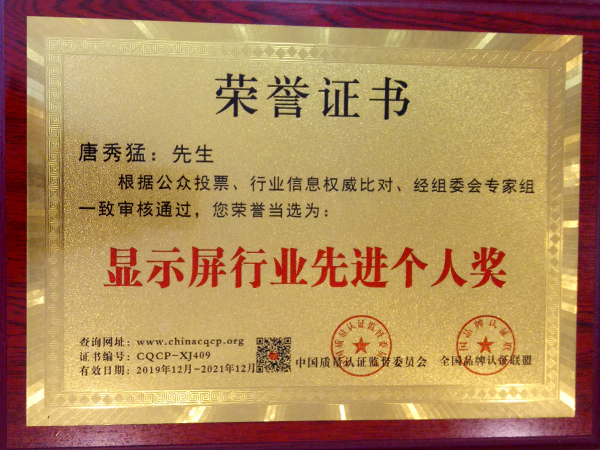 荣誉证书
唐秀猛：先生
根据公众投票、行业信息权威比对、经组委会专家组
一致审核通过，您荣誉当选为：
显示屏行业先进个人奖
查询网址：www.chinacqcp.org
证书编号：CQCP-XJ409
有效日期：2019年12月-2021年12月
中国质量认证监督委员会
全国品牌认证联盟